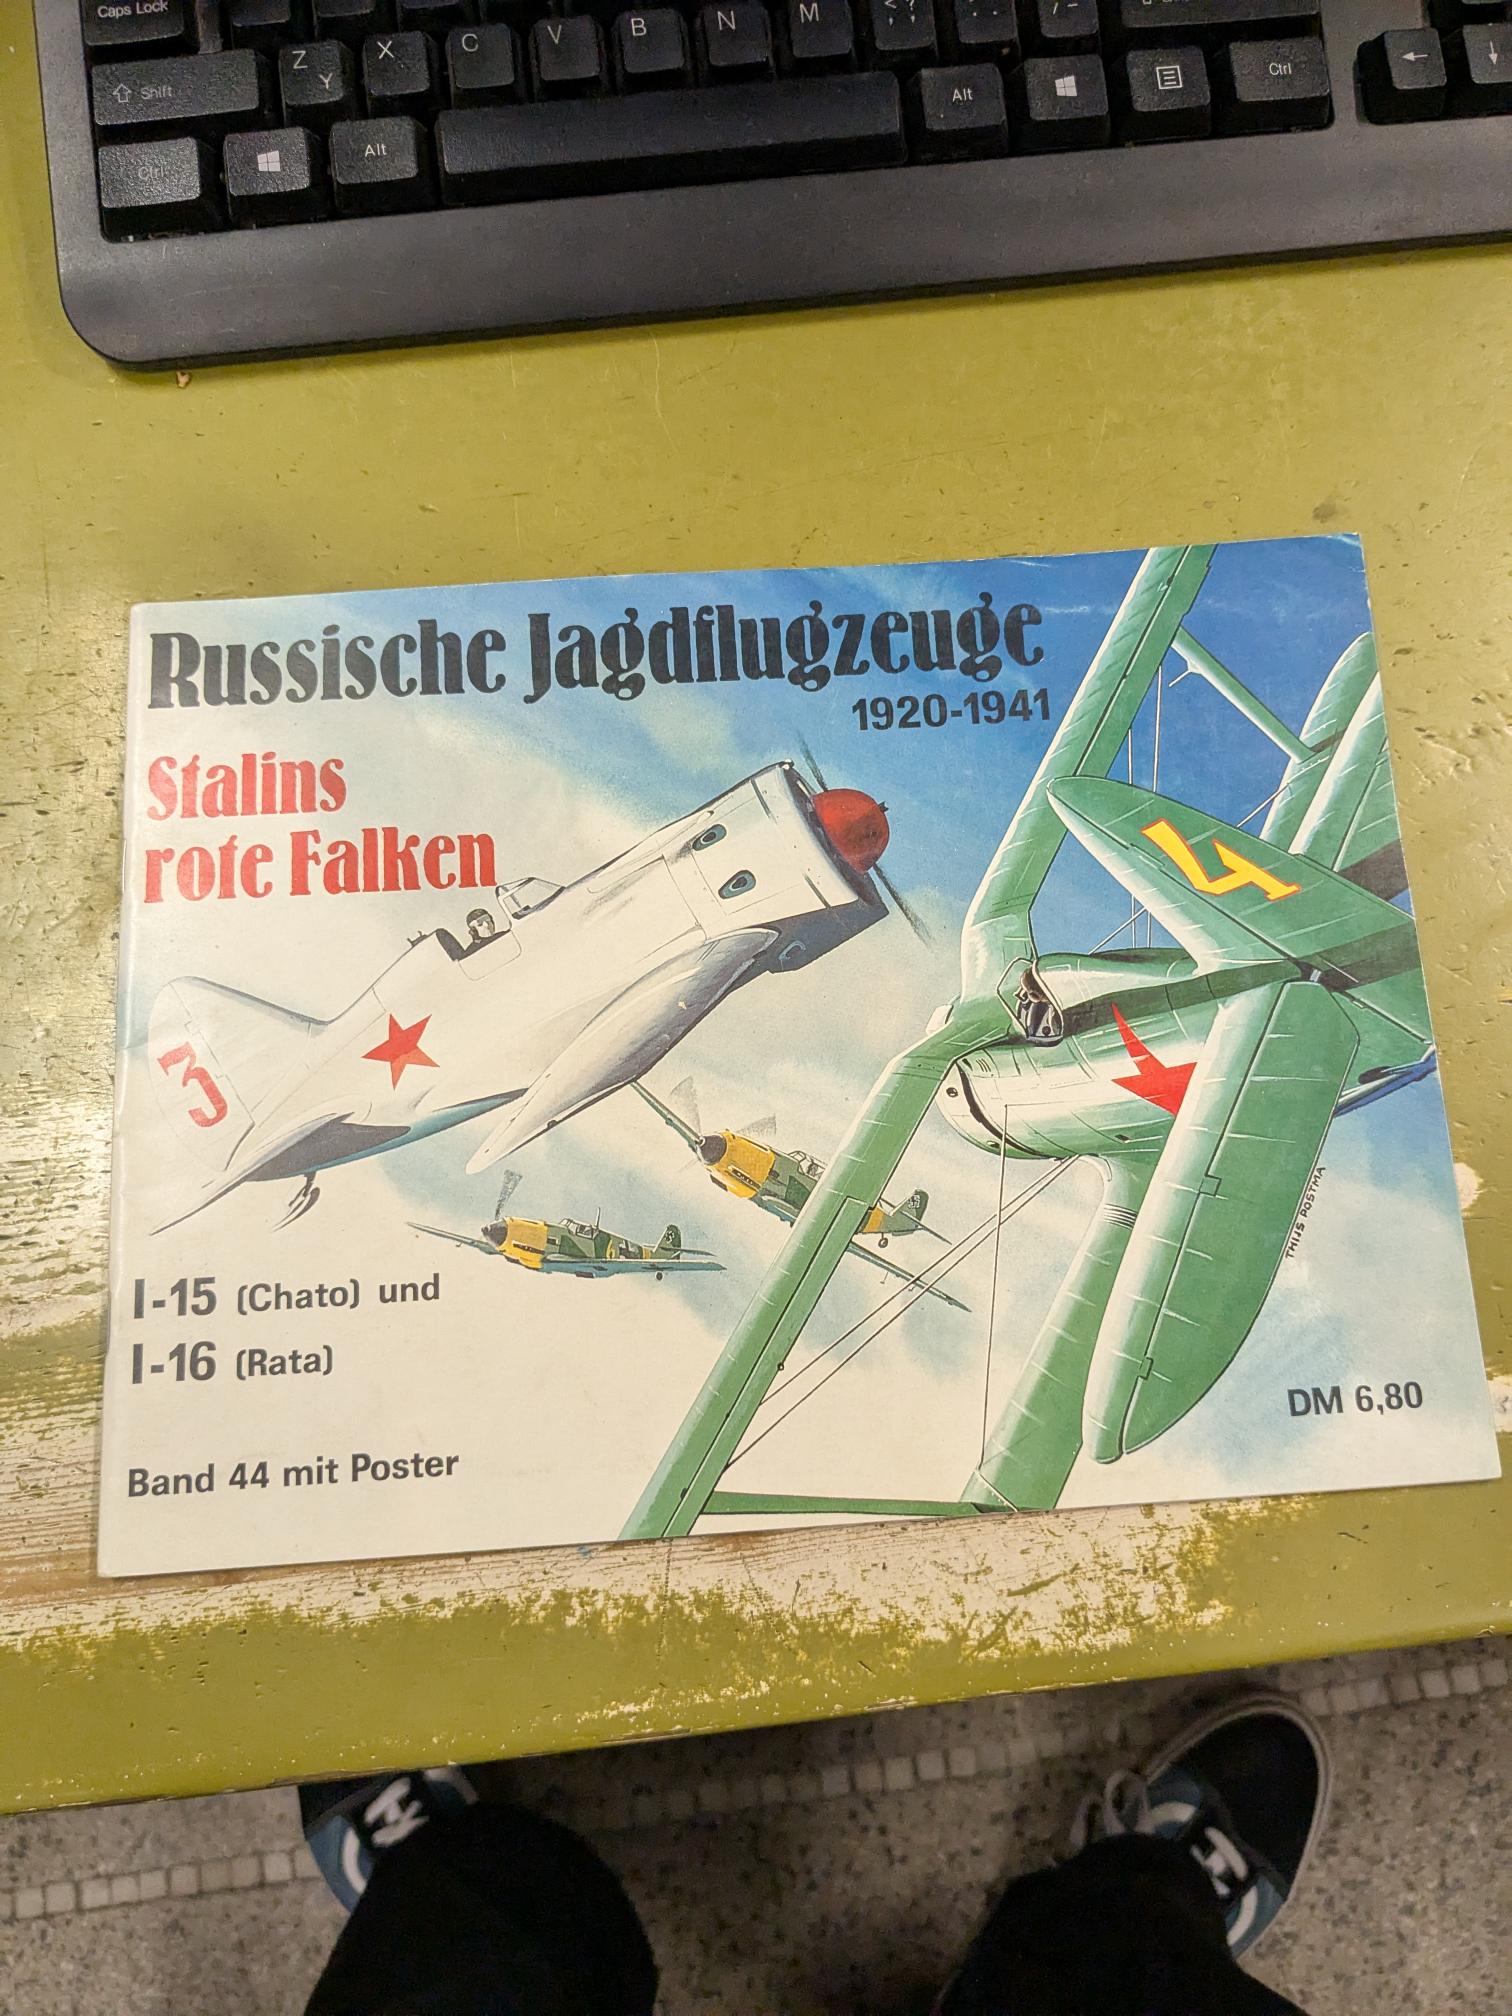 Caps Lock
Z
Y
X
C
V
B
N
M
Shift
Ctrl
Alt
Alt
Ctrl
Russische Jagdflugzeuge
1920-1941
Stalins
rote Falken
4
3
THIJS POSTMA
I-15 (Chato) und
I-16 (Rata)
DM 6,80
Band 44 mit Poster